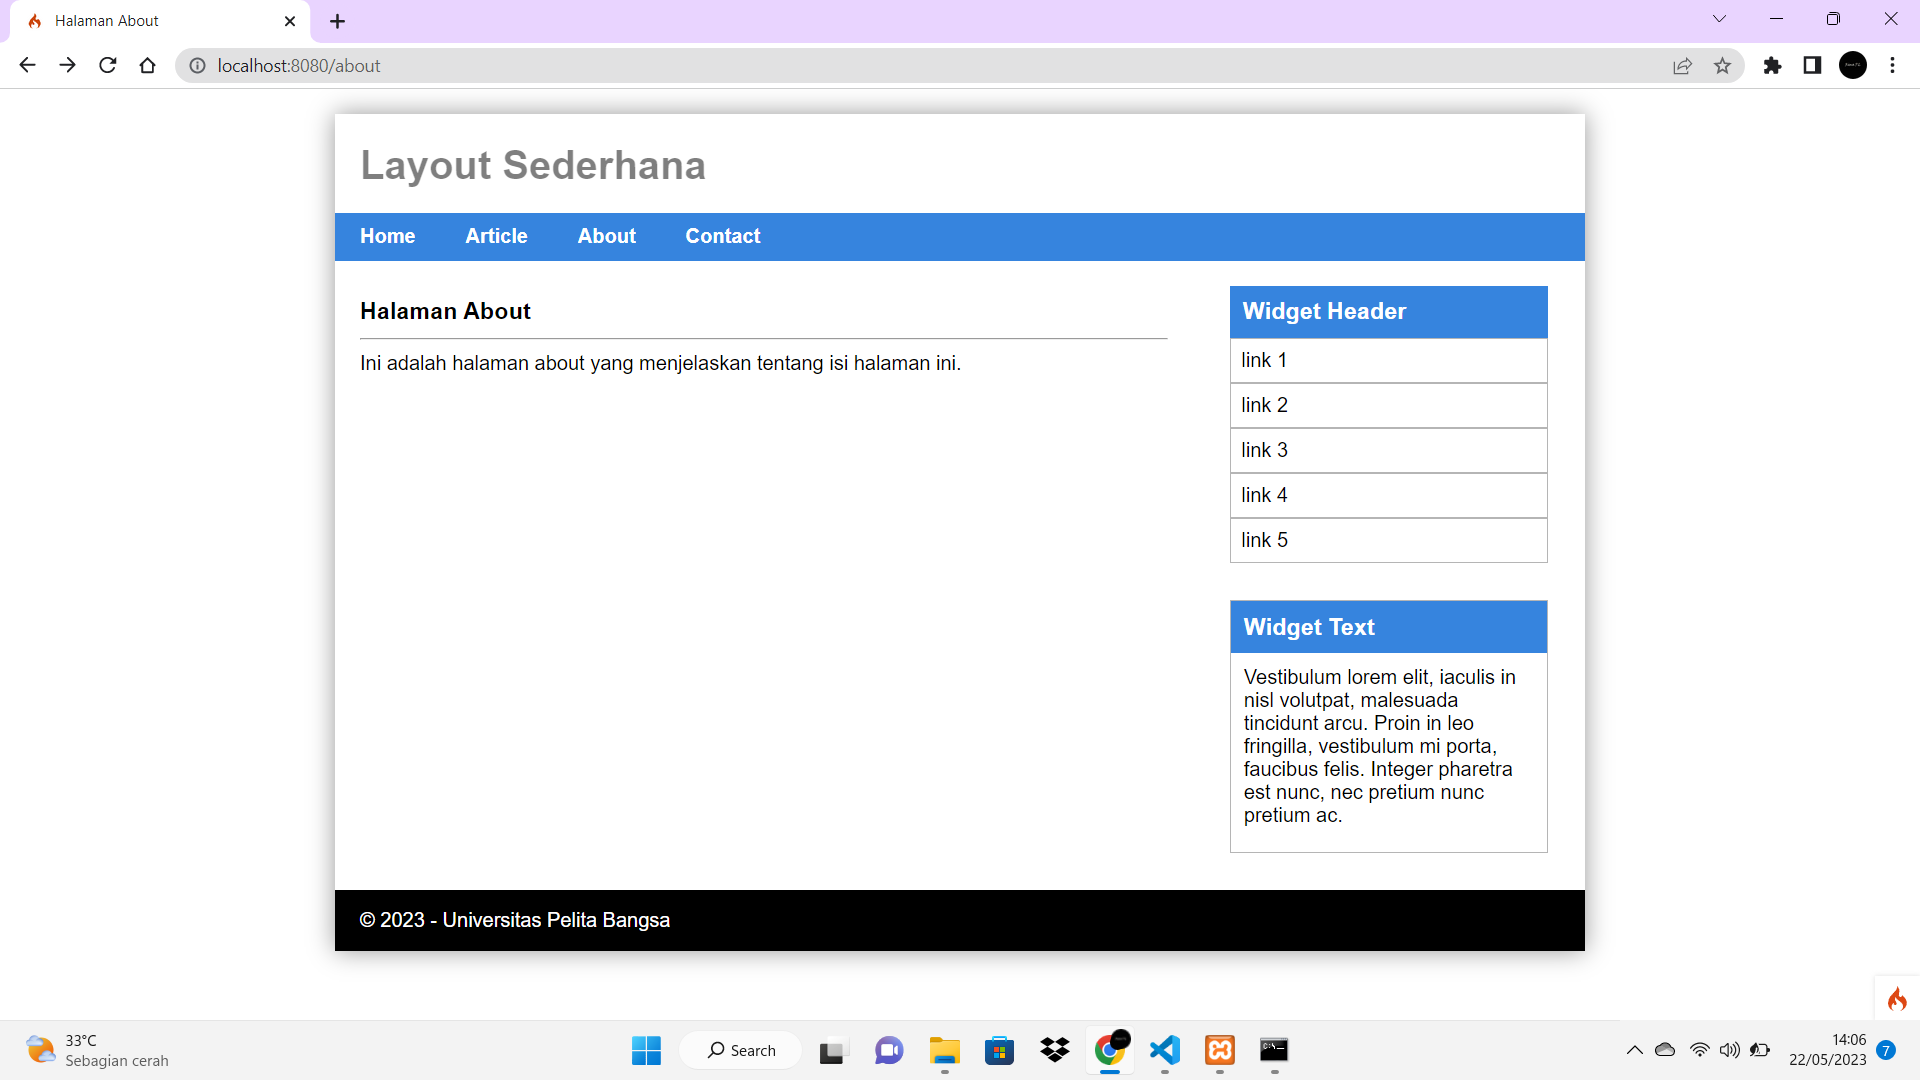 Halaman About
localhost:8080/about
Layout Sederhana
Home Article About Contact
Halaman About
Ini adalah halaman about yang menjelaskan tentang isi halaman ini.
Widget Header
link 1
link 2
link 3
link 4
link 5
Widget Text
Vestibulum lorem elit, iaculis in
nisl volutpat, malesuada
tincidunt arcu. Proin in leo
fringilla, vestibulum mi porta,
faucibus felis. Integer pharetra
est nunc, nec pretium nunc
pretium ac.
© 2023 - Universitas Pelita Bangsa
33°C
Sebagian cerah
Search
14:06
22/05/2023
7